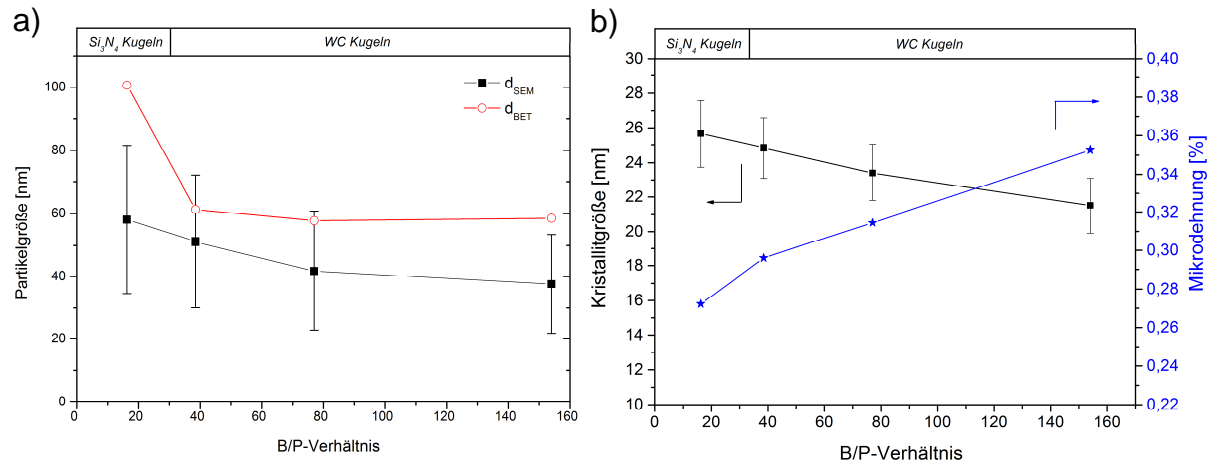 a)
Si₃N₄ Kugeln
WC Kugeln
d_SEM
d_BET
Partikelgröße [nm]
100
80
60
40
20
0
0 20 40 60 80 100 120 140 160
B/P-Verhältnis
b)
Si₃N₄ Kugeln
WC Kugeln
Kristallitgröße [nm]
30
28
26
24
22
20
18
16
14
12
10
0 20 40 60 80 100 120 140 160
B/P-Verhältnis
0,40
0,38
0,36
0,34
0,32
0,30
0,28
0,26
0,24
0,22
Mikrodehnung [%]